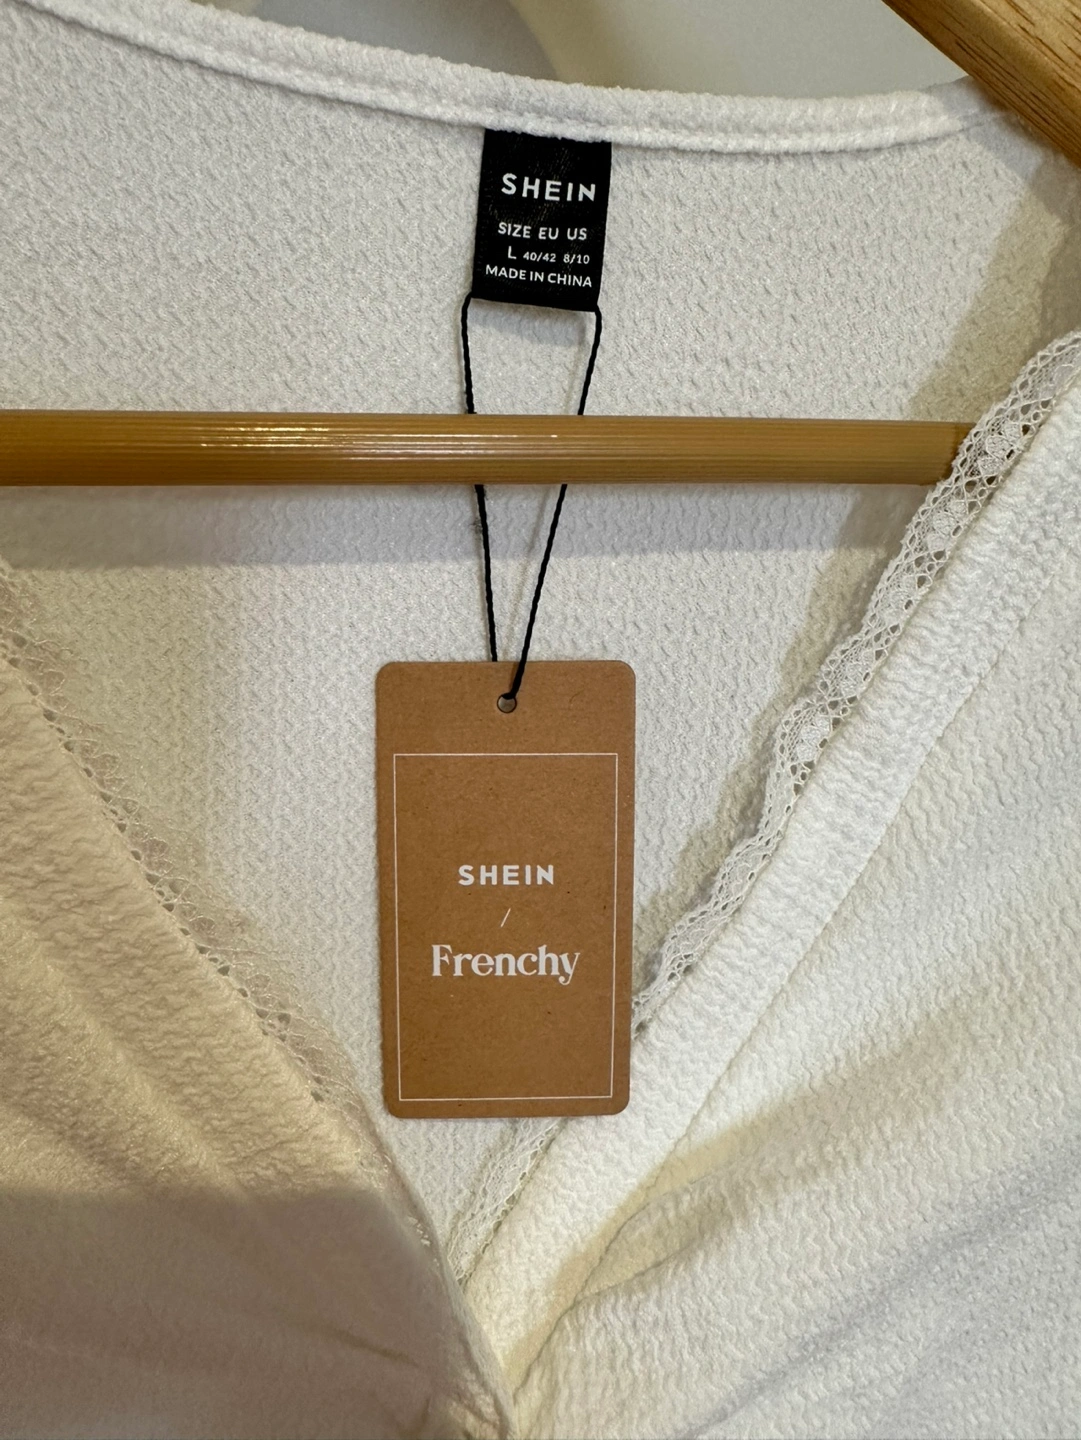 SHEIN
SIZE EU US
L 40/42 8/10
MADE IN CHINA
SHEIN
/
Frenchy